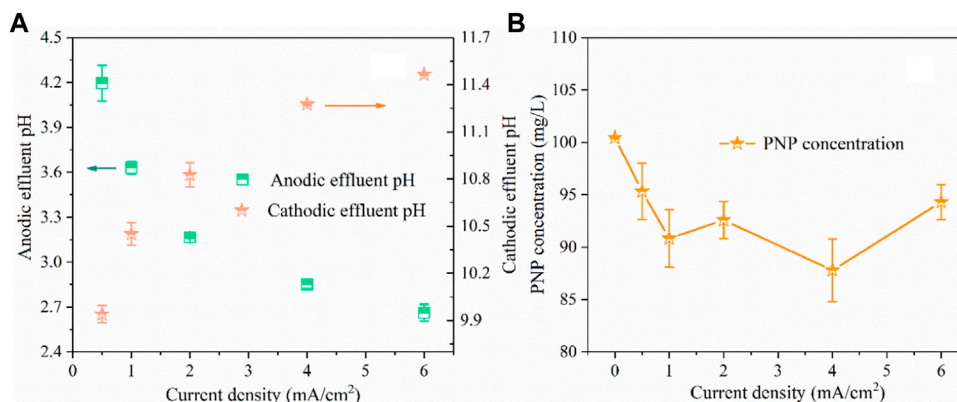 A
4.5
4.2
3.9
3.6
3.3
3.0
2.7
2.4
Anodic effluent pH
0 1 2 3 4 5 6
Current density (mA/cm²)
11.7
11.4
11.1
10.8
10.5
10.2
9.9
Cathodic effluent pH
Anodic effluent pH
Cathodic effluent pH
B
110
105
100
95
90
85
80
PNP concentration (mg/L)
0 1 2 3 4 5 6
Current density (mA/cm²)
PNP concentration